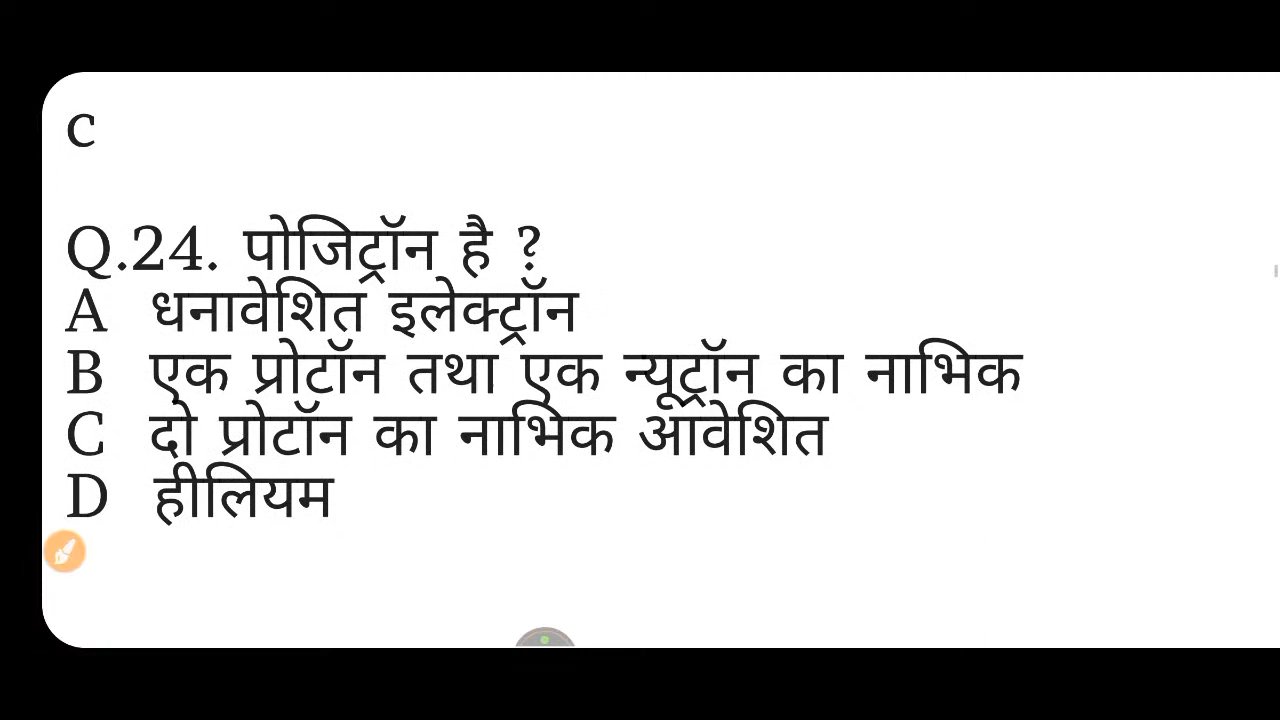 c
Q.24. पोजिट्रॉन है ?
A धनावेशित इलेक्ट्रॉन
B एक प्रोटॉन तथा एक न्यूट्रॉन का नाभिक
C दो प्रोटॉन का नाभिक आवेशित
D हीलियम